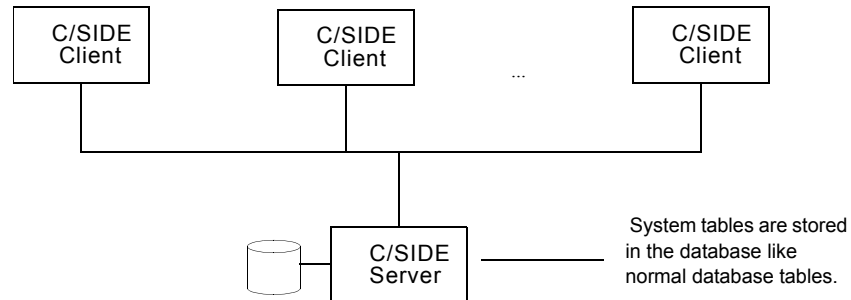 C/SIDE
Client
C/SIDE
Client
...
C/SIDE
Client
C/SIDE
Server
System tables are stored
in the database like
normal database tables.